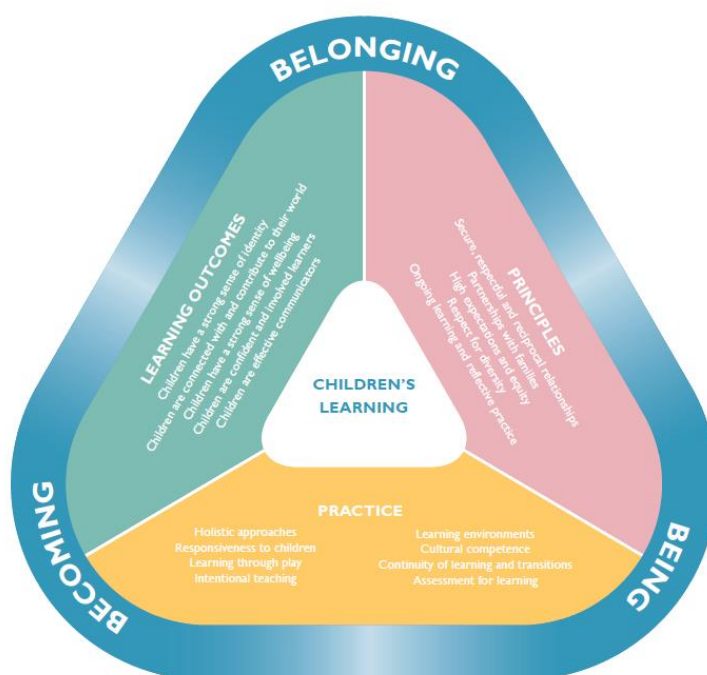 BELONGING
LEARNING OUTCOMES
Children have a strong sense of identity
Children are connected with and contribute to their world
Children have a strong sense of wellbeing
Children are confident and involved learners
Children are effective communicators
PRINCIPLES
Secure, respectful and reciprocal relationships
Partnerships with families
High expectations and equity
Respect for diversity
Ongoing learning and reflective practice
CHILDREN'S
LEARNING
PRACTICE
Holistic approaches
Responsiveness to children
Learning through play
Intentional teaching
Learning environments
Cultural competence
Continuity of learning and transitions
Assessment for learning
BECOMING
BEING